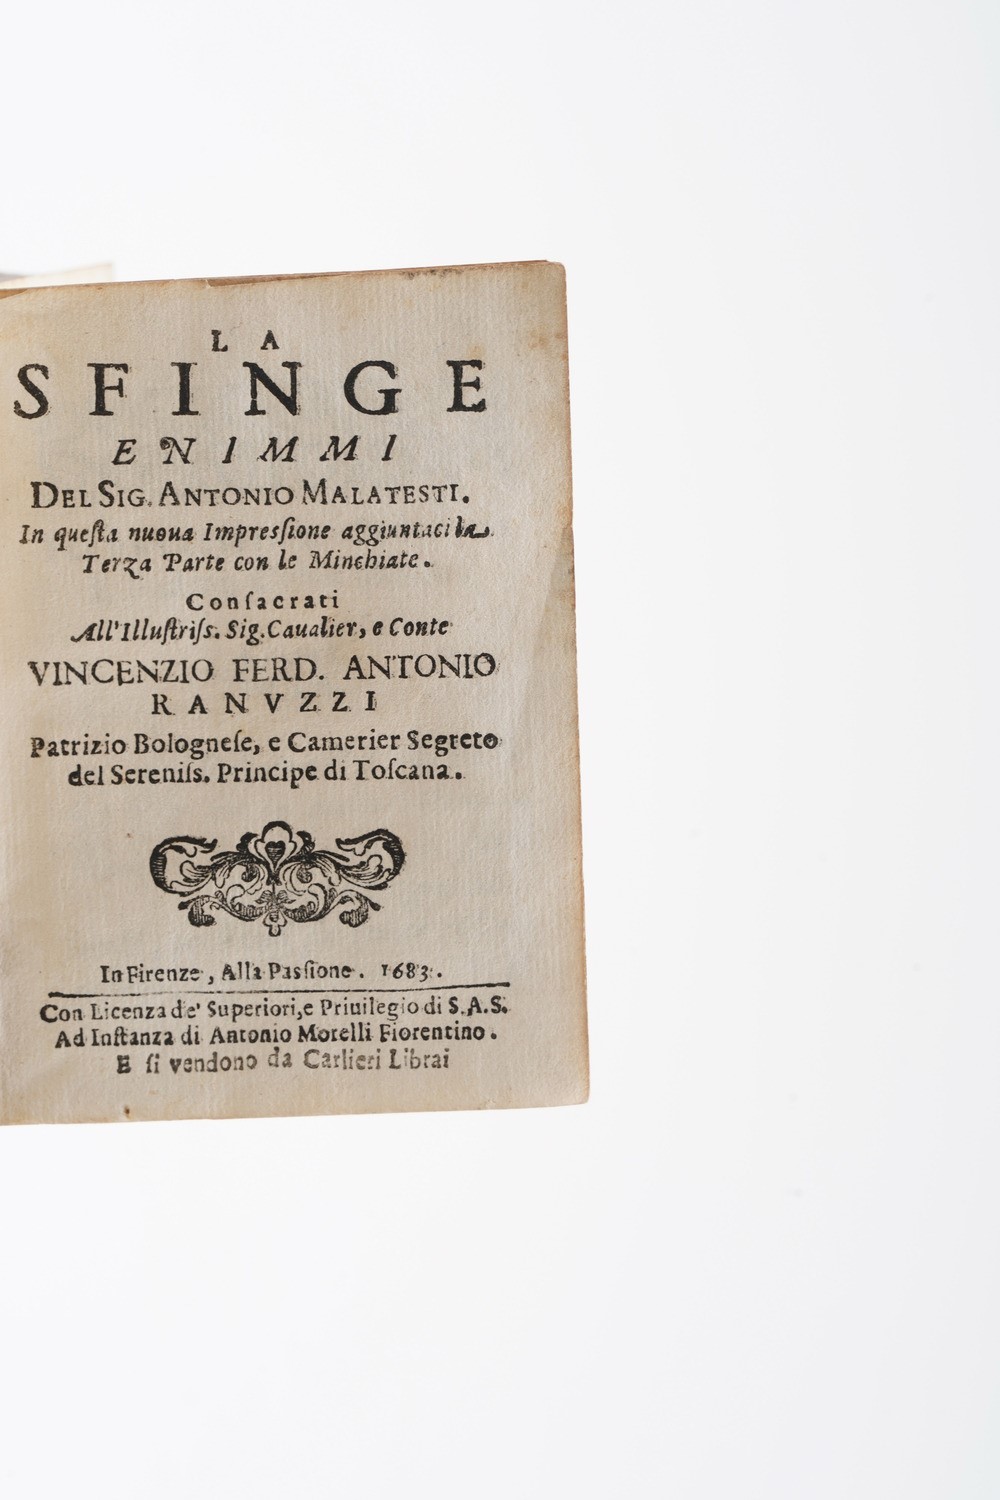 LA
SFINGE
ENIMMI
DEL SIG. ANTONIO MALATESTI.
In queſta nuoua Impresſione aggiuntaci la
Terza Parte con le Minchiate.
Conſacrati
All'Illuſtriſs. Sig. Caualier, e Conte
VINCENZIO FERD. ANTONIO
RANVZZI
Patrizio Bologneſe, e Camerier Segreto
del Sereniſs. Principe di Toſcana.
In Firenze, Alla Pasſione. 1683.
Con Licenza de' Superiori, e Priuilegio di S.A.S.
Ad Inſtanza di Antonio Morelli Fiorentino.
E ſi vendono da Carlieri Librai